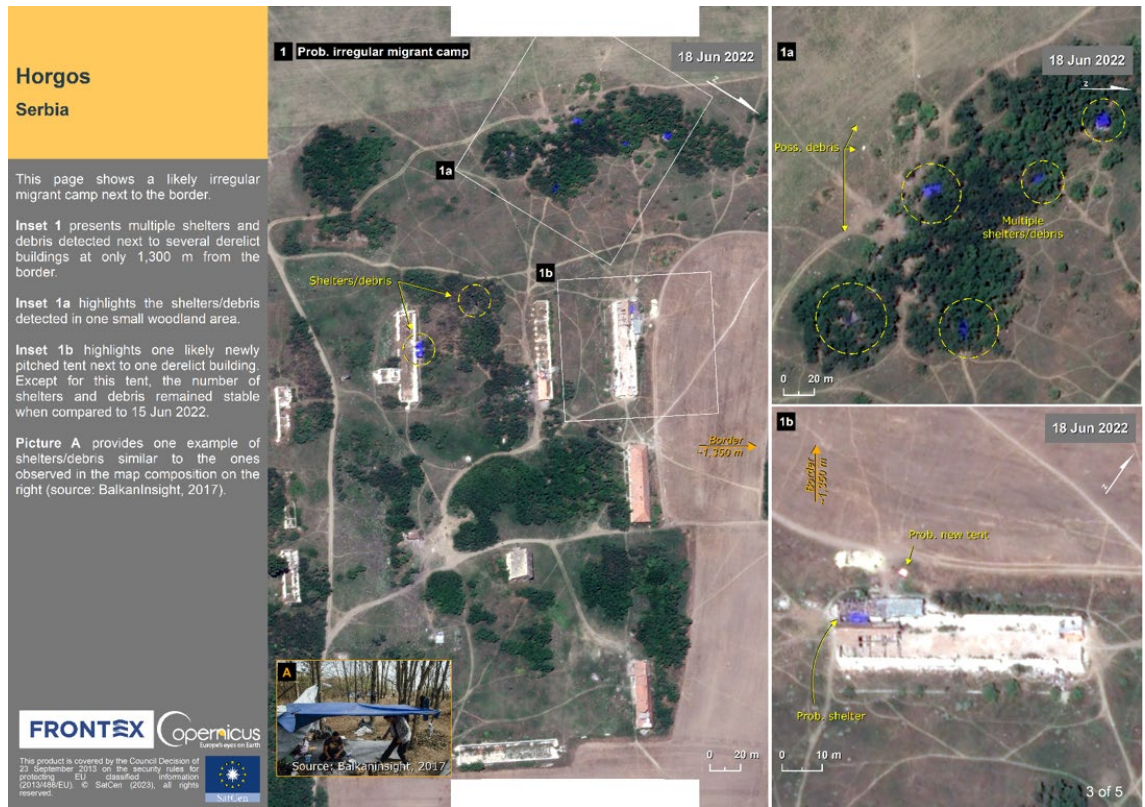 Horgos
Serbia
This page shows a likely irregular
migrant camp next to the border.
Inset 1 presents multiple shelters and
debris detected next to several derelict
buildings at only 1,300 m from the
border.
Inset 1a highlights the shelters/debris
detected in one small woodland area.
Inset 1b highlights one likely newly
pitched tent next to one derelict building.
Except for this tent, the number of
shelters and debris remained stable
when compared to 15 Jun 2022.
Picture A provides one example of
shelters/debris similar to the ones
observed in the map composition on the
right (source: BalkanInsight, 2017).
FRONTEX
Copernicus
Europe's eyes on Earth
This product is covered by the Council Decision of
23 September 2013 on the security rules for
protecting EU classified information
(2013/488/EU). © SatCen (2023), all rights
reserved.
SatCen
1 Prob. irregular migrant camp
18 Jun 2022
z
1a
1b
Shelters/debris
Border
~1,350 m
A
Source: Balkaninsight, 2017
0 20 m
1a
18 Jun 2022
z
Poss. debris
Multiple
shelters/debris
0 20 m
1b
18 Jun 2022
z
Border
~1,350 m
Prob. new tent
Prob. shelter
0 10 m
3 of 5